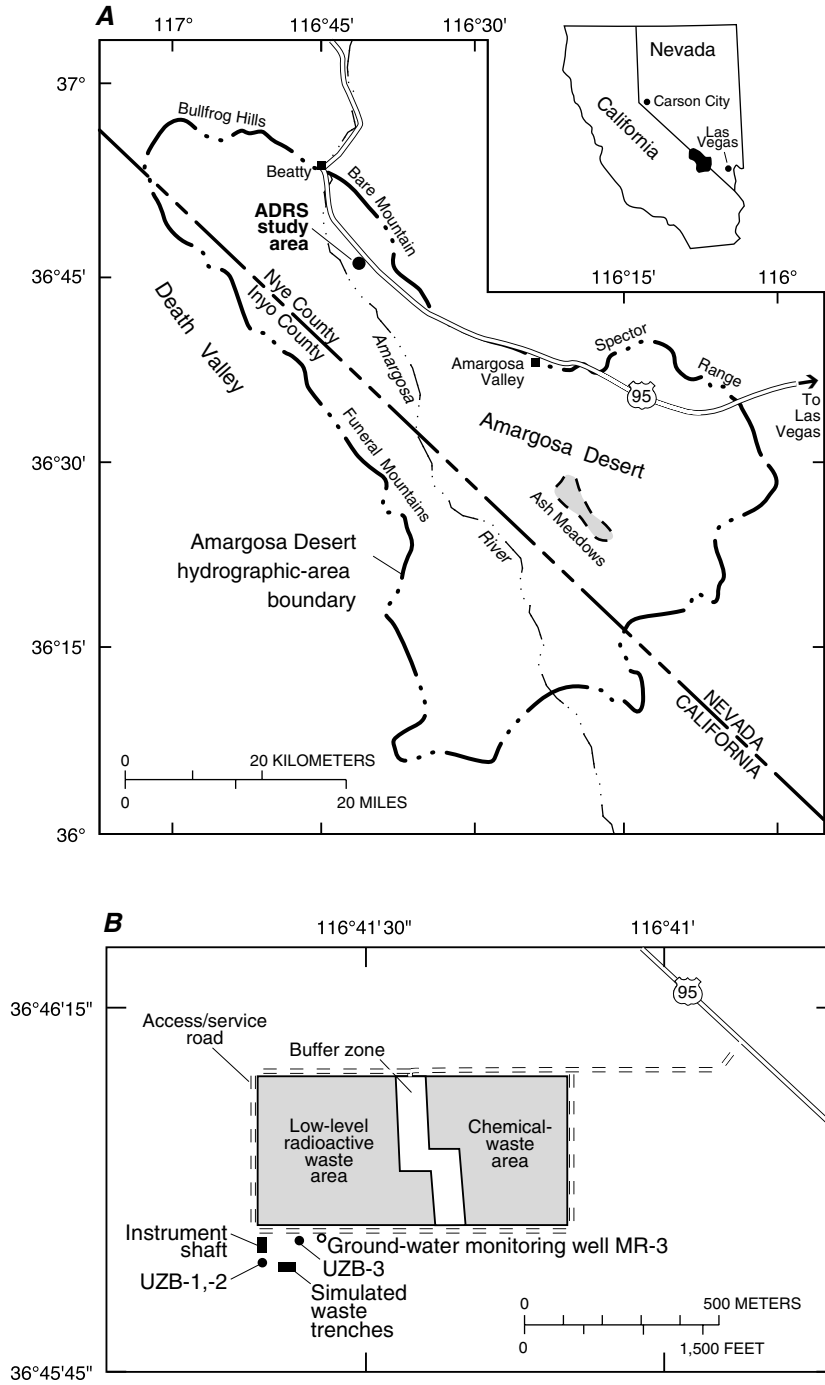 A
117°
116°45'
116°30'
Nevada
Carson City
California
Las
Vegas
37°
Bullfrog Hills
Beatty
Bare Mountain
ADRS
study
area
36°45'
116°15'
116°
Nye County
Inyo County
Death Valley
Amargosa
Spector
Range
Amargosa
Valley
95
To
Las
Vegas
Amargosa Desert
Funeral Mountains
36°30'
Ash Meadows
River
Amargosa Desert
hydrographic-area
boundary
36°15'
NEVADA
CALIFORNIA
0 20 KILOMETERS
0 20 MILES
36°
B
116°41'30"
116°41'
95
36°46'15"
Access/service
road
Buffer zone
Low-level
radioactive
waste
area
Chemical-
waste
area
Instrument
shaft
Ground-water monitoring well MR-3
UZB-3
UZB-1,-2
Simulated
waste
trenches
0 500 METERS
0 1,500 FEET
36°45'45"